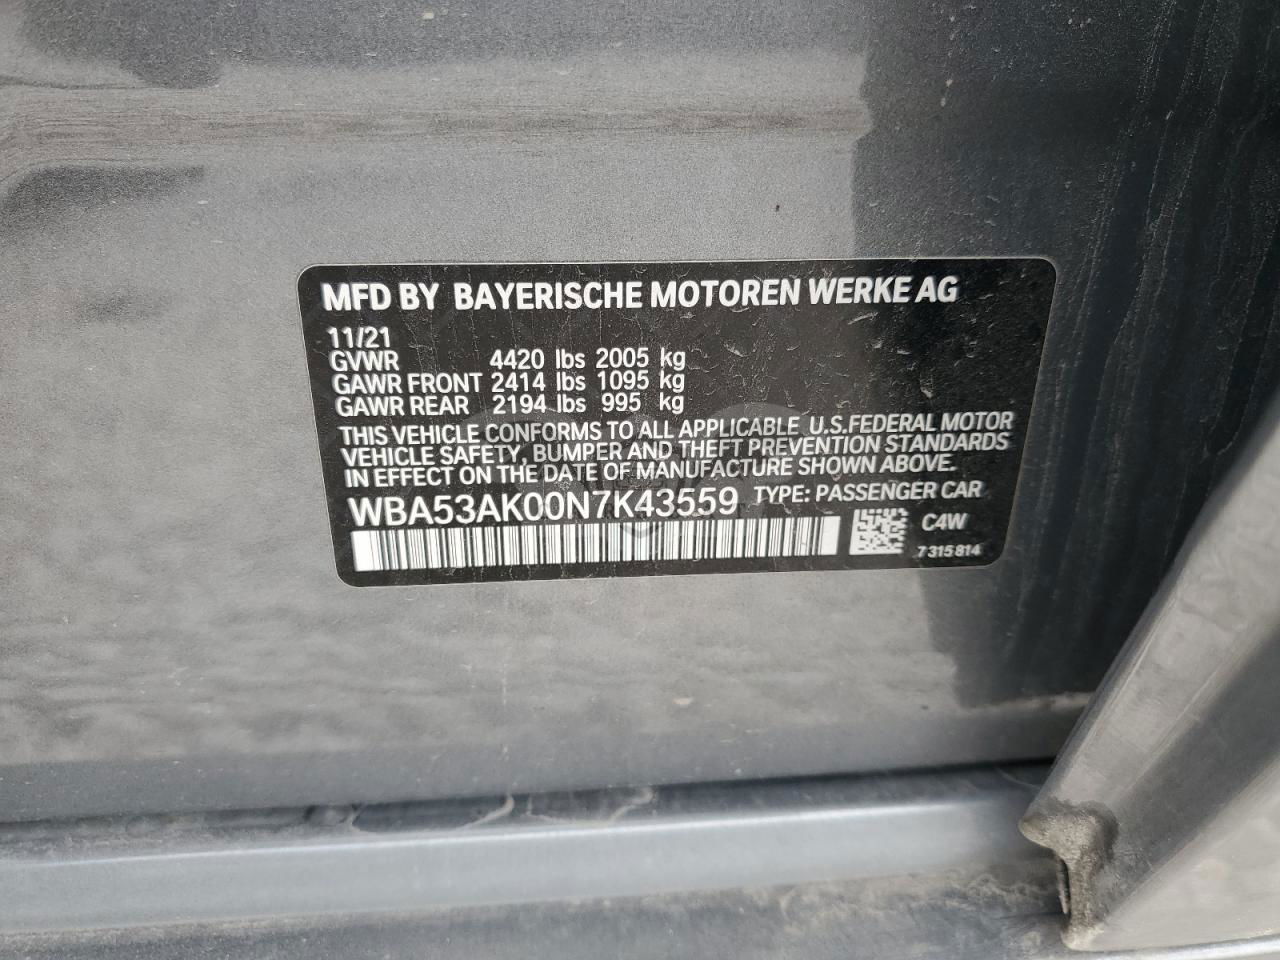 MFD BY BAYERISCHE MOTOREN WERKE AG
11/21
GVWR 4420 lbs 2005 kg
GAWR FRONT 2414 lbs 1095 kg
GAWR REAR 2194 lbs 995 kg
THIS VEHICLE CONFORMS TO ALL APPLICABLE U.S.FEDERAL MOTOR
VEHICLE SAFETY, BUMPER AND THEFT PREVENTION STANDARDS
IN EFFECT ON THE DATE OF MANUFACTURE SHOWN ABOVE.
WBA53AK00N7K43559 TYPE: PASSENGER CAR
C4W
7 315 814